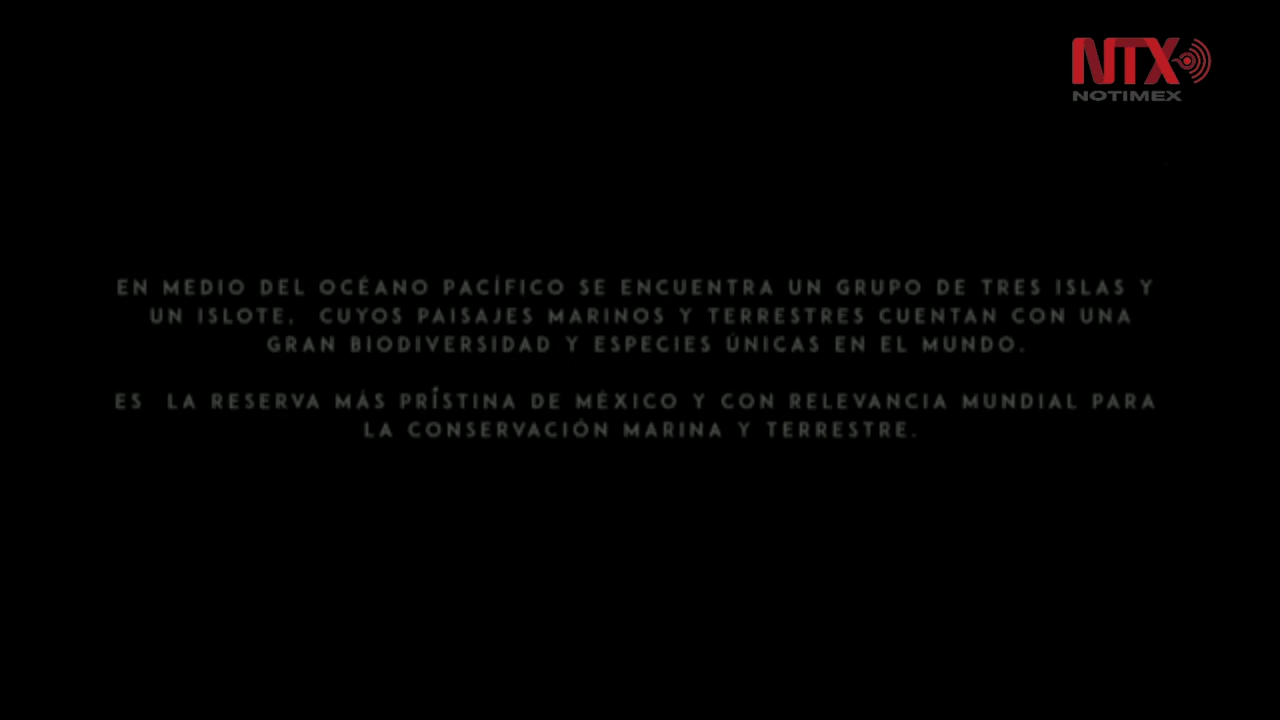 NTX
NOTIMEX
EN MEDIO DEL OCÉANO PACÍFICO SE ENCUENTRA UN GRUPO DE TRES ISLAS Y
UN ISLOTE, CUYOS PAISAJES MARINOS Y TERRESTRES CUENTAN CON UNA
GRAN BIODIVERSIDAD Y ESPECIES ÚNICAS EN EL MUNDO.
ES LA RESERVA MÁS PRÍSTINA DE MÉXICO Y CON RELEVANCIA MUNDIAL PARA
LA CONSERVACIÓN MARINA Y TERRESTRE.